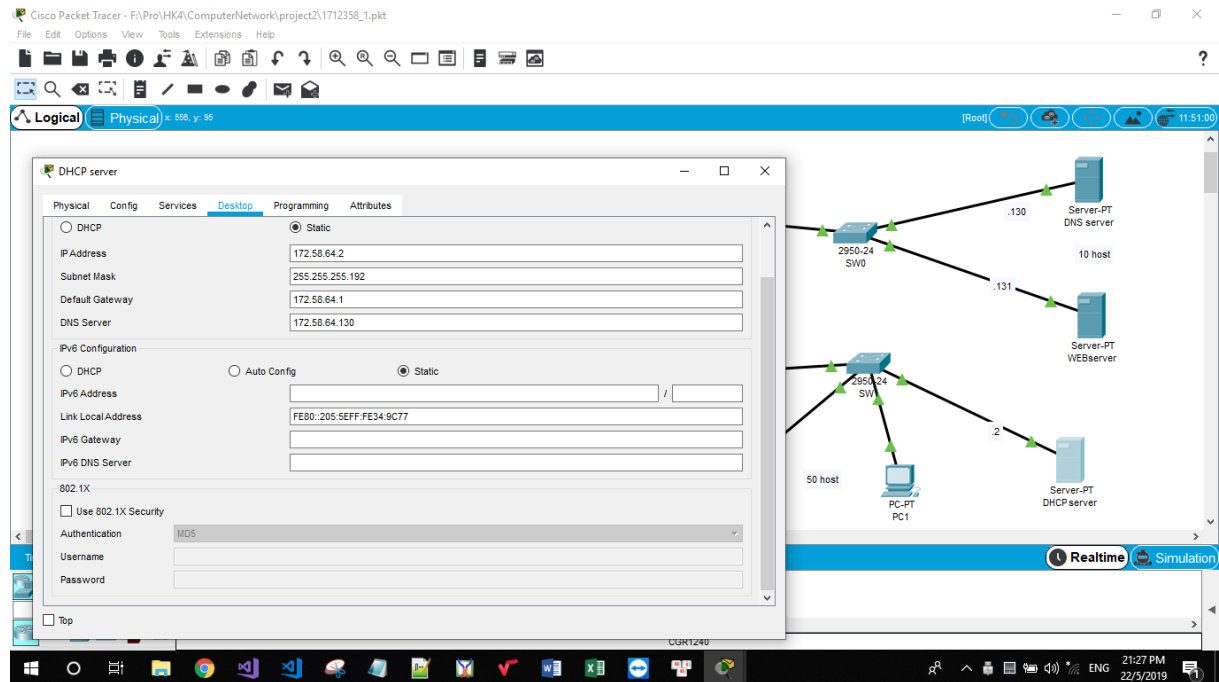 Cisco Packet Tracer - F:\Pro\HK4\ComputerNetwork\project2\1712358_1.pkt
File Edit Options View Tools Extensions Help
?
Logical Physical x: 556, y: 95 [Root] 11:51:00
DHCP server
Physical Config Services Desktop Programming Attributes
DHCP Static
IP Address 172.58.64.2
Subnet Mask 255.255.255.192
Default Gateway 172.58.64.1
DNS Server 172.58.64.130
IPv6 Configuration
DHCP Auto Config Static
IPv6 Address /
Link Local Address FE80::205:5EFF:FE34:9C77
IPv6 Gateway
IPv6 DNS Server
802.1X
Use 802.1X Security
Authentication MD5
Username
Password
Top
.130
Server-PT
DNS server
2950-24
SW0
10 host
.131
Server-PT
WEBserver
2950-24
SW
.2
50 host
Server-PT
DHCP server
PC-PT
PC1
Realtime Simulation
CGR1240
ENG
21:27 PM
22/5/2019